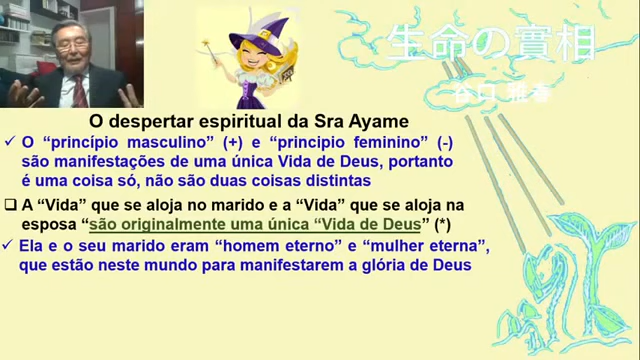 生命の實相
谷口 雅春
O despertar espiritual da Sra Ayame
✓ O “princípio masculino” (+) e “principio feminino” (-)
são manifestações de uma única Vida de Deus, portanto
é uma coisa só, não são duas coisas distintas
❑ A “Vida” que se aloja no marido e a “Vida” que se aloja na
esposa “são originalmente uma única “Vida de Deus” (*)
✓ Ela e o seu marido eram “homem eterno” e “mulher eterna”,
que estão neste mundo para manifestarem a glória de Deus